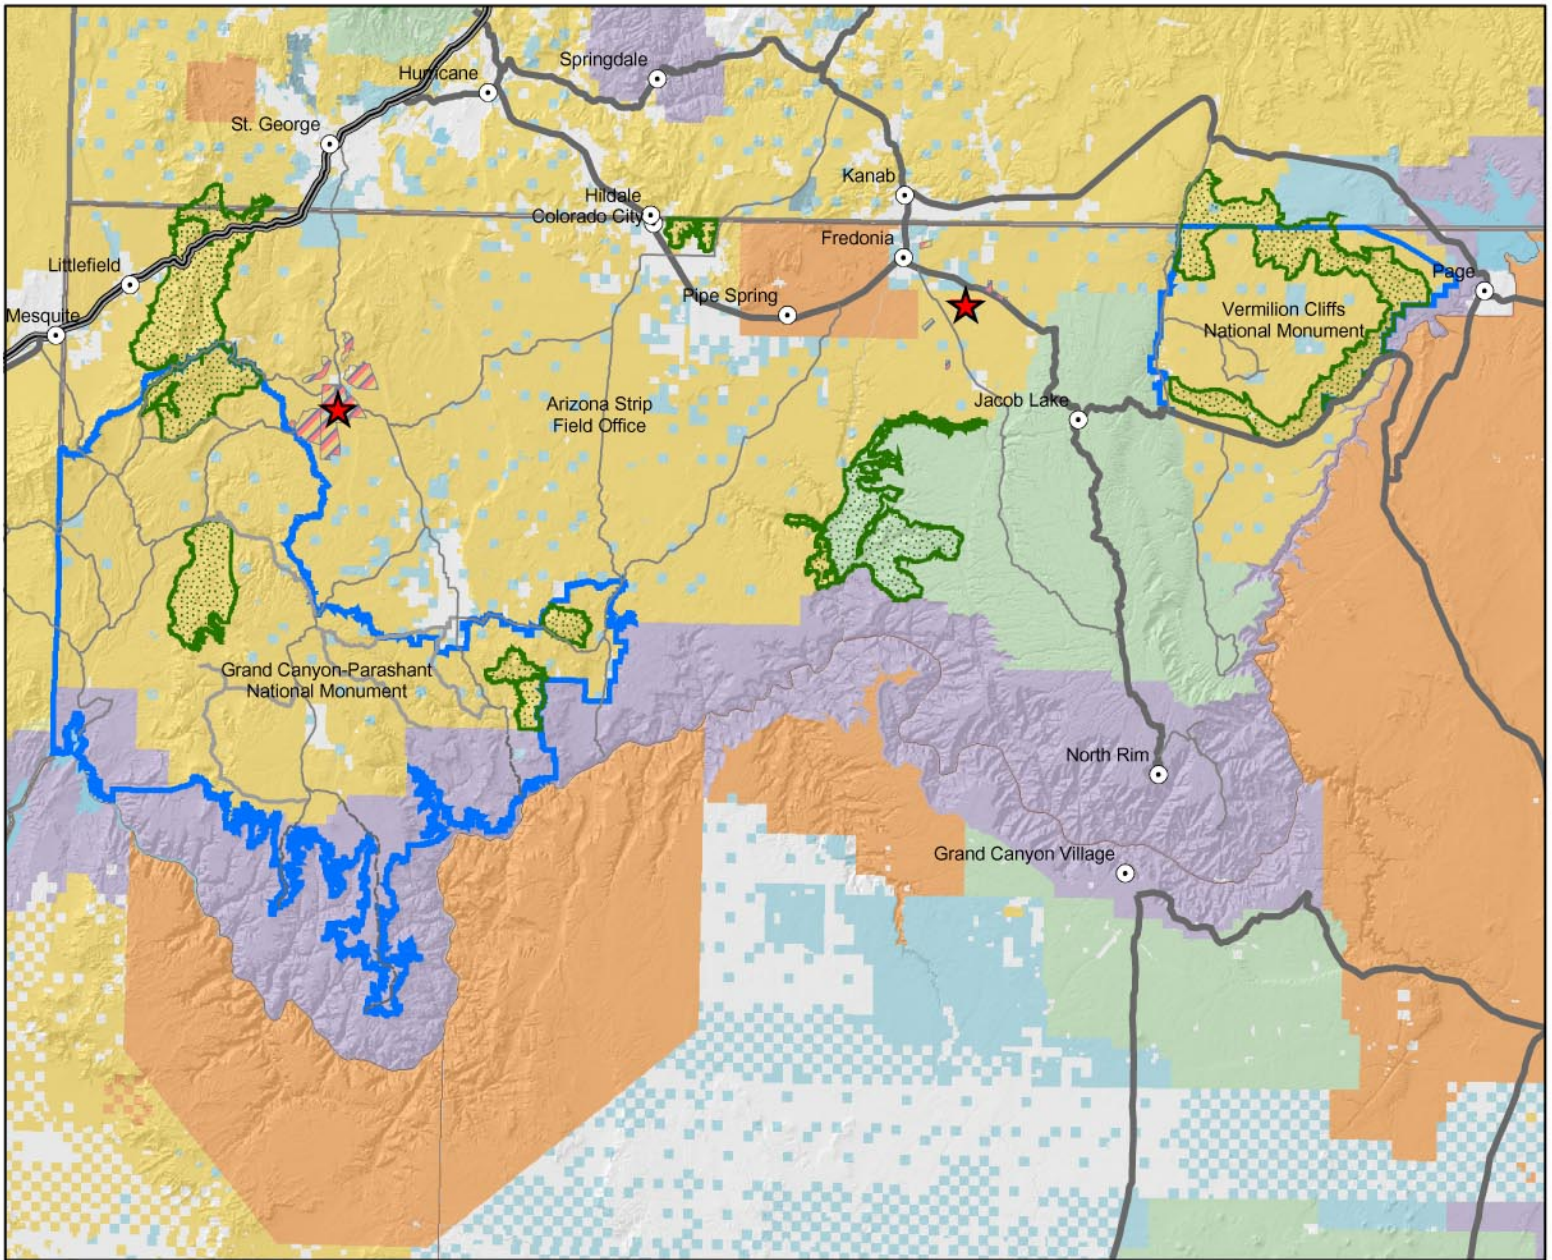 Springdale
Hurricane
St. George
Kanab
Hildale
Colorado City
Fredonia
Littlefield
Page
Pipe Spring
Mesquite
Vermilion Cliffs
National Monument
Jacob Lake
Arizona Strip
Field Office
Grand Canyon-Parashant
National Monument
North Rim
Grand Canyon Village